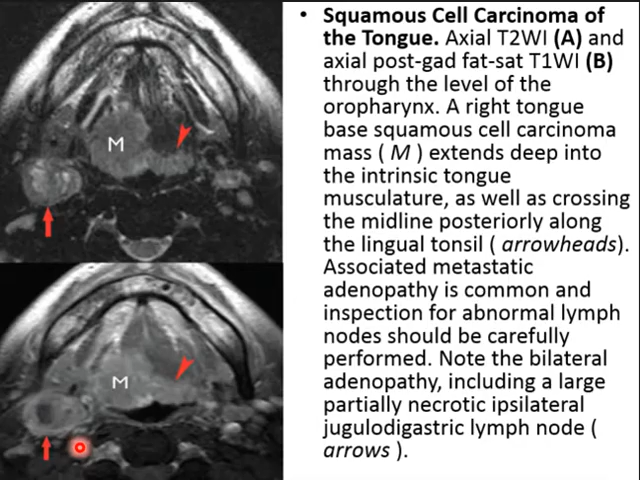 • Squamous Cell Carcinoma of
the Tongue. Axial T2WI (A) and
axial post-gad fat-sat T1WI (B)
through the level of the
oropharynx. A right tongue
base squamous cell carcinoma
mass ( M ) extends deep into
the intrinsic tongue
musculature, as well as crossing
the midline posteriorly along
the lingual tonsil ( arrowheads).
Associated metastatic
adenopathy is common and
inspection for abnormal lymph
nodes should be carefully
performed. Note the bilateral
adenopathy, including a large
partially necrotic ipsilateral
jugulodigastric lymph node (
arrows ).
M
M